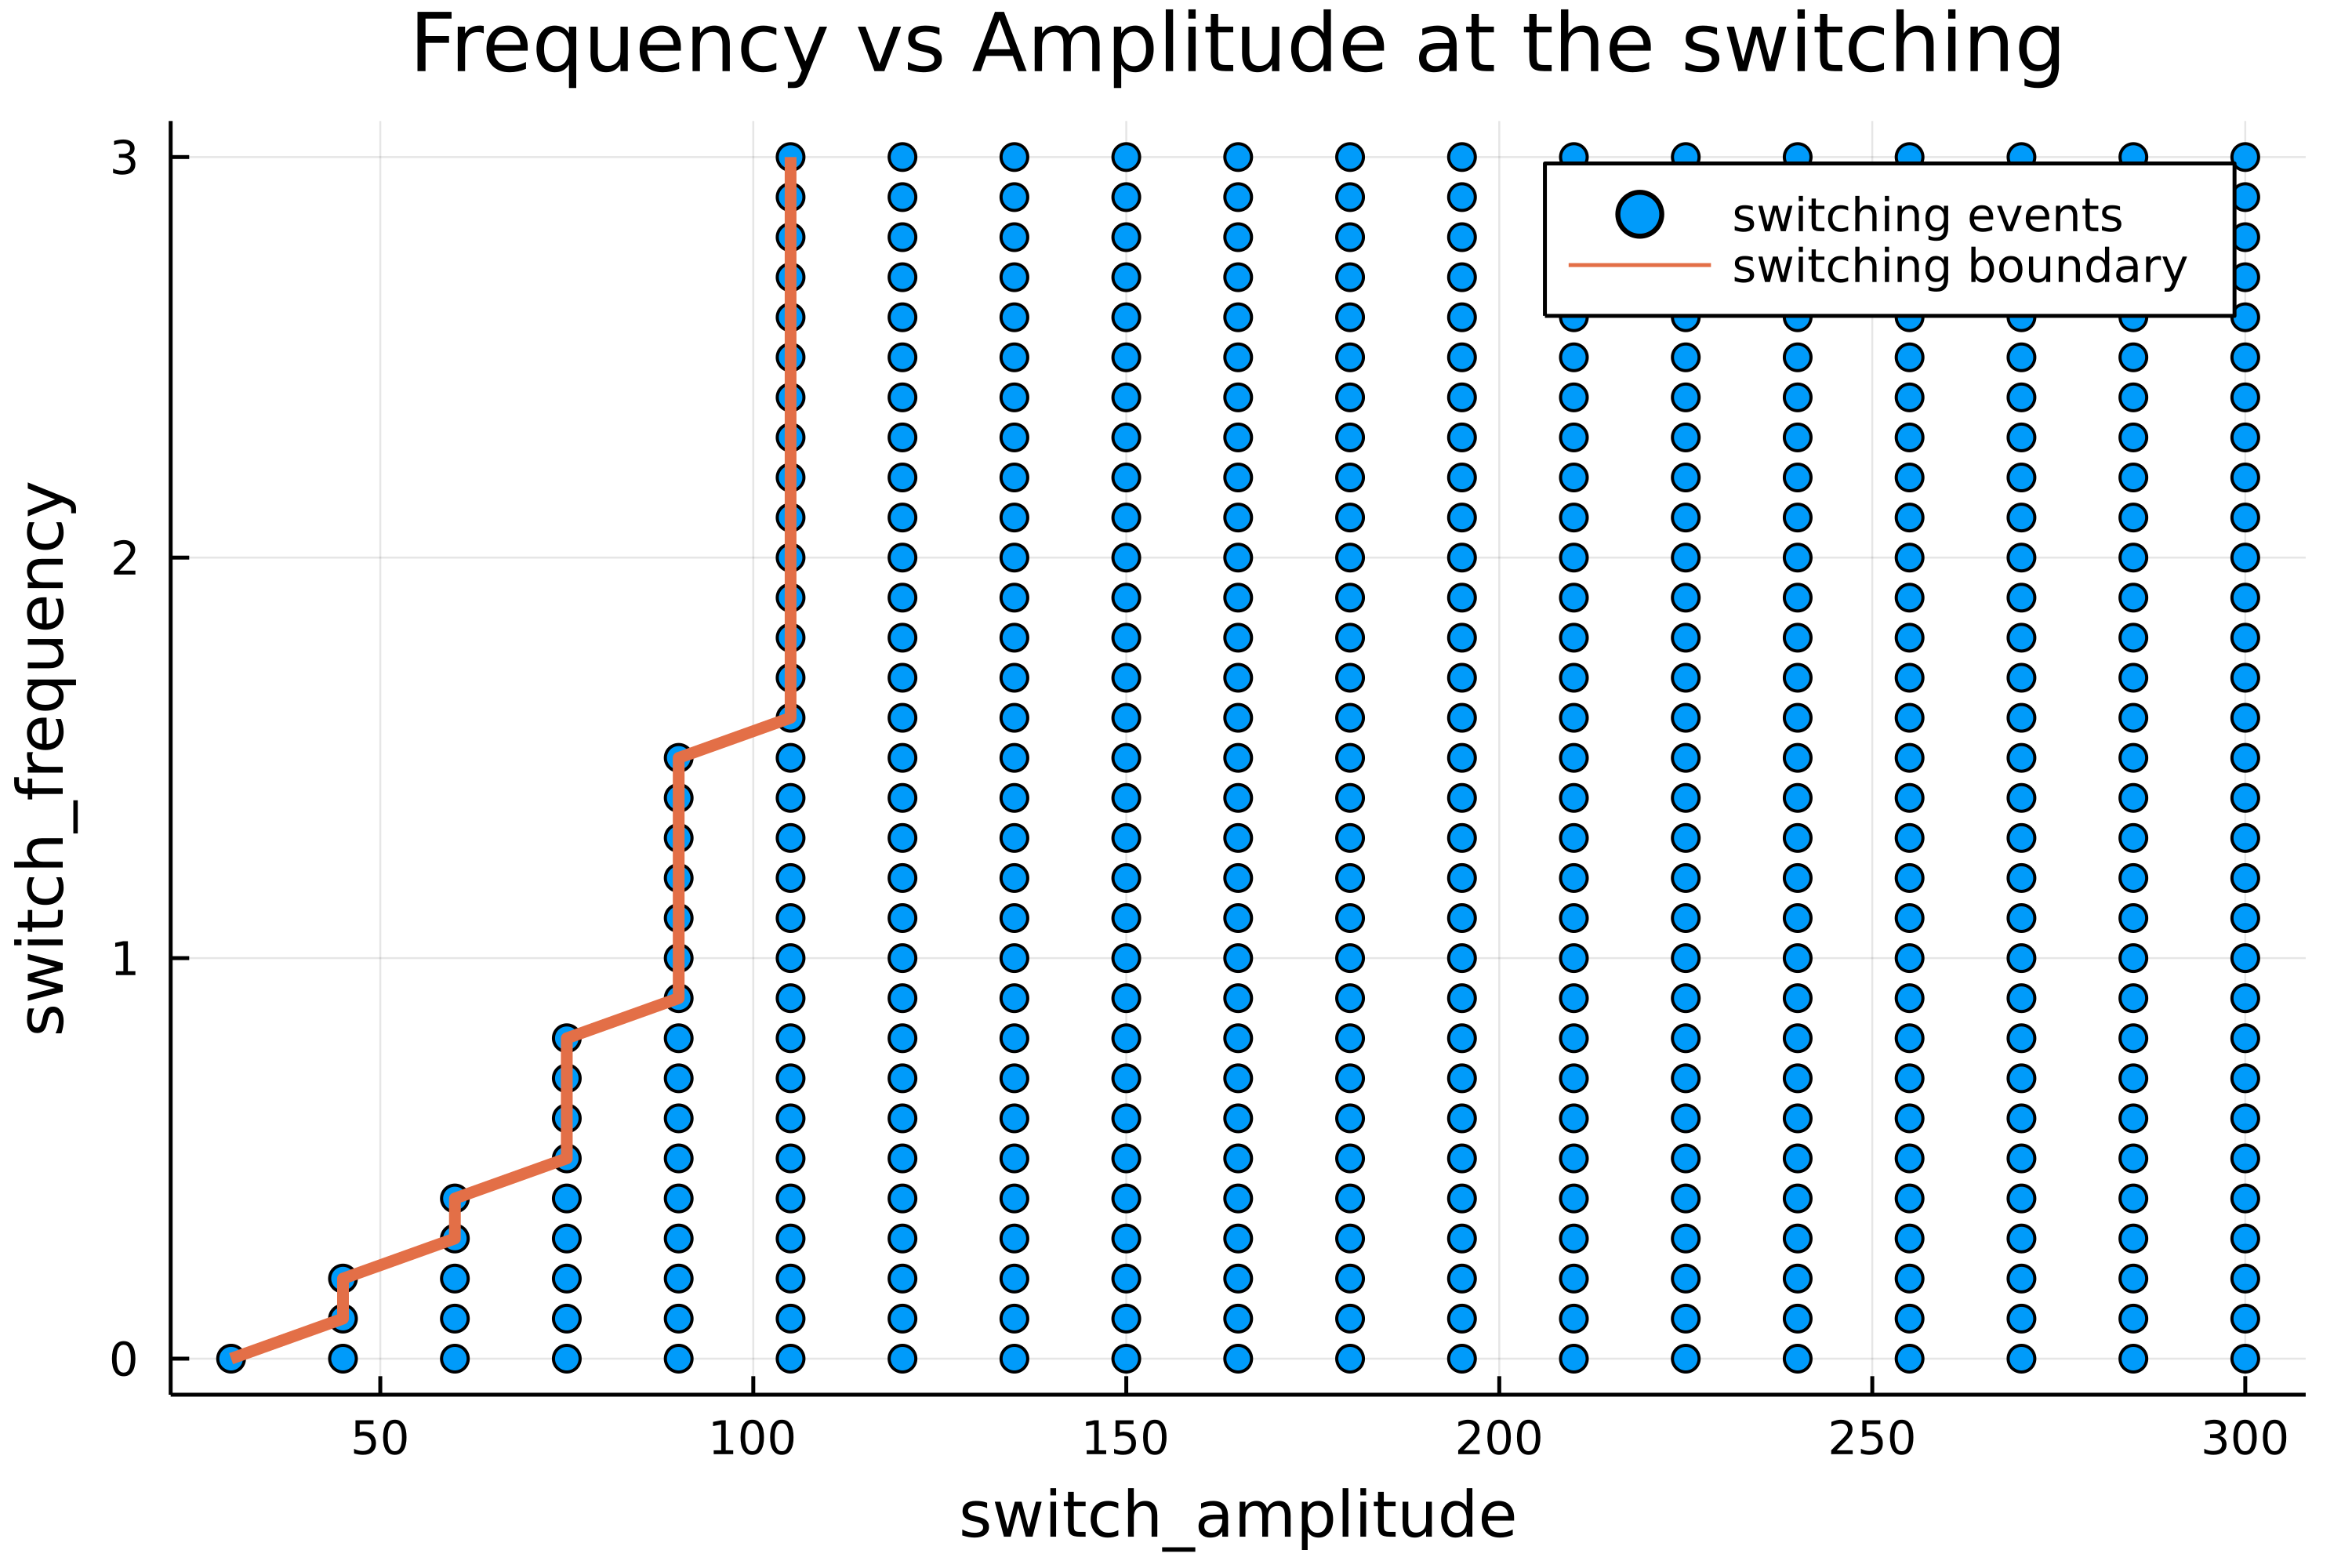 Frequency vs Amplitude at the switching
switching events
switching boundary
switch_frequency
3
2
1
0
50 100 150 200 250 300
switch_amplitude